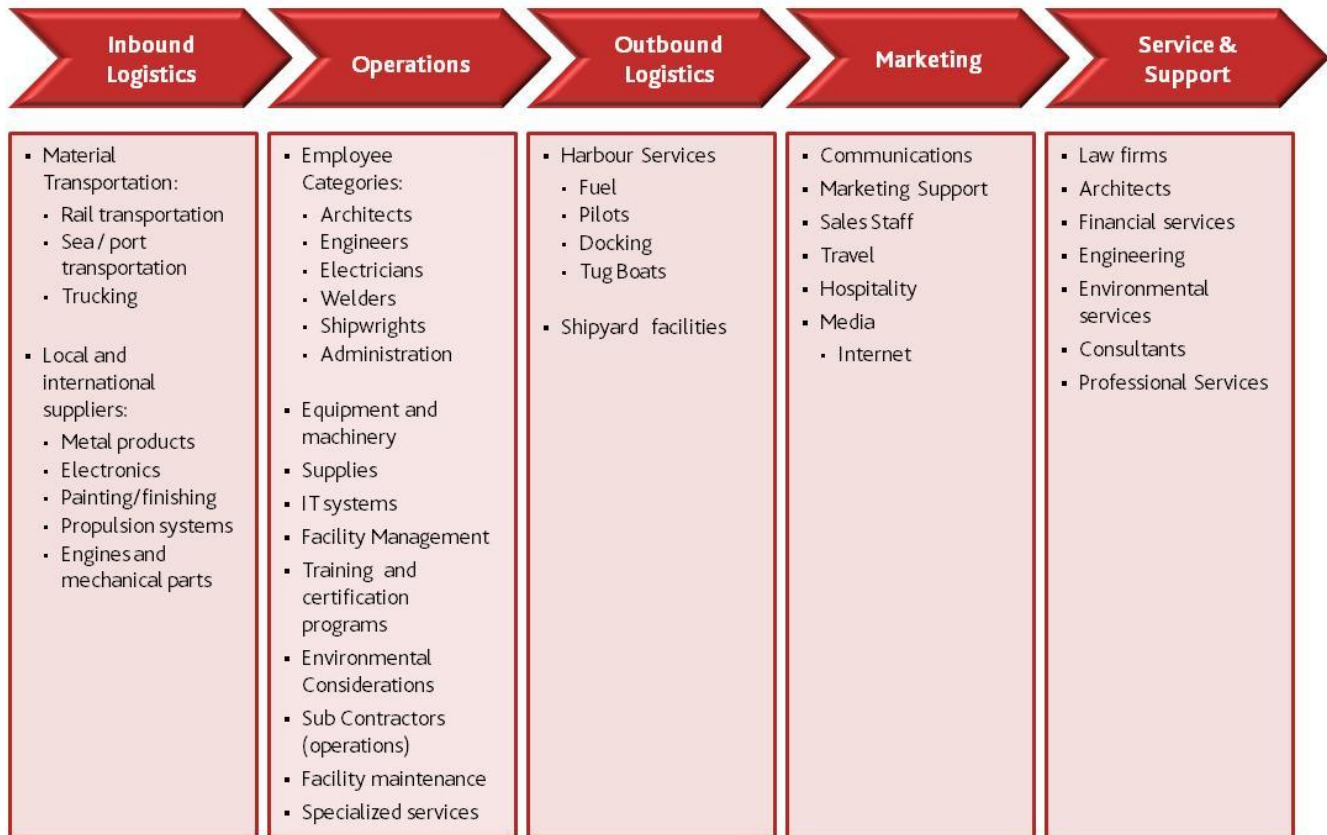 Inbound
Logistics
Operations
Outbound
Logistics
Marketing
Service &
Support
▪ Material
Transportation:
▪ Rail transportation
▪ Sea / port
transportation
▪ Trucking
▪ Local and
international
suppliers:
▪ Metal products
▪ Electronics
▪ Painting/finishing
▪ Propulsion systems
▪ Engines and
mechanical parts
▪ Employee
Categories:
▪ Architects
▪ Engineers
▪ Electricians
▪ Welders
▪ Shipwrights
▪ Administration
▪ Equipment and
machinery
▪ Supplies
▪ IT systems
▪ Facility Management
▪ Training and
certification
programs
▪ Environmental
Considerations
▪ Sub Contractors
(operations)
▪ Facility maintenance
▪ Specialized services
▪ Harbour Services
▪ Fuel
▪ Pilots
▪ Docking
▪ Tug Boats
▪ Shipyard facilities
▪ Communications
▪ Marketing Support
▪ Sales Staff
▪ Travel
▪ Hospitality
▪ Media
▪ Internet
▪ Law firms
▪ Architects
▪ Financial services
▪ Engineering
▪ Environmental
services
▪ Consultants
▪ Professional Services